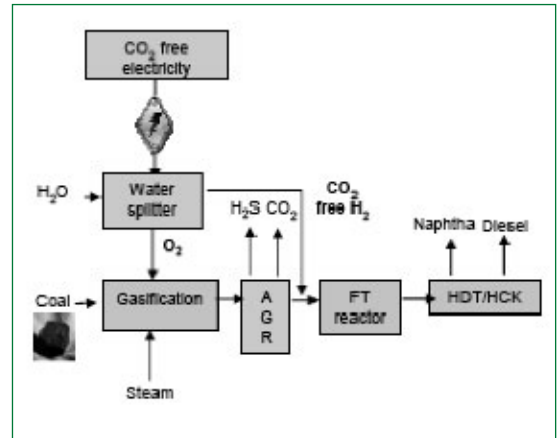 CO₂ free
electricity
H₂O
Water
splitter
CO₂
free H₂
H₂S CO₂
O₂
Naphtha Diesel
Coal
Gasification
A
G
R
FT
reactor
HDT/HCK
Steam